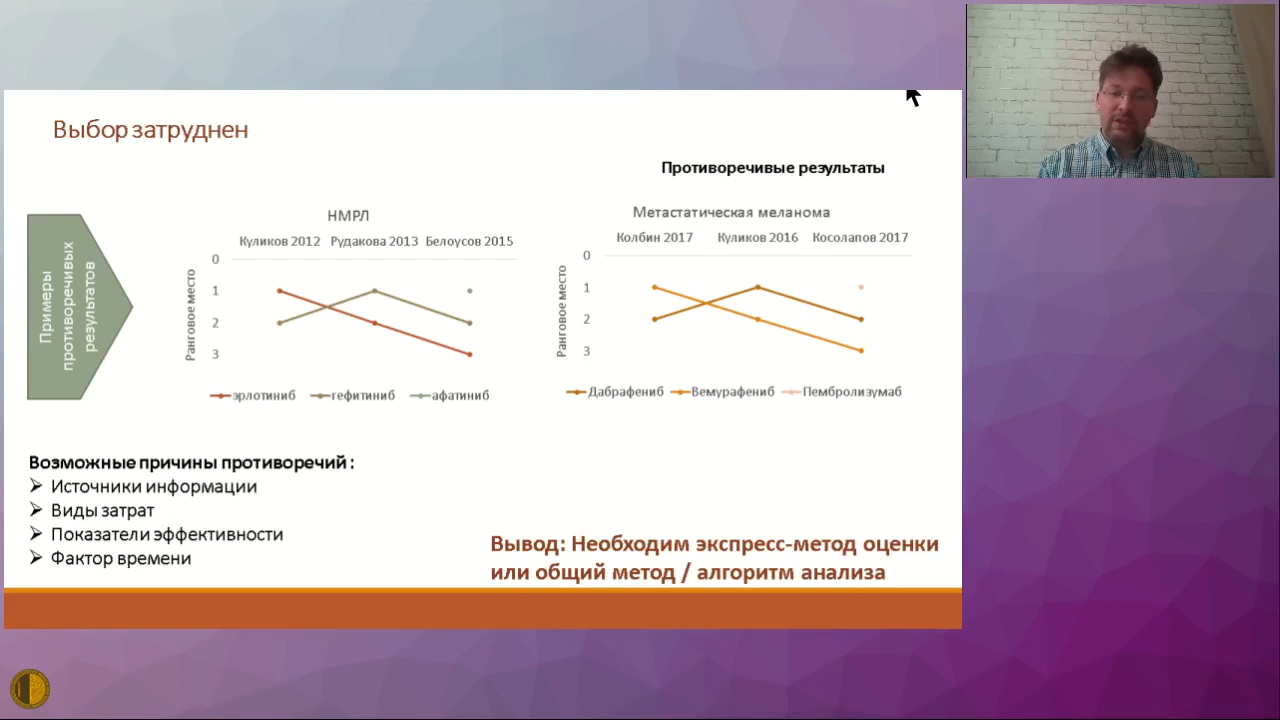 Выбор затруднен
Противоречивые результаты
Примеры
противоречивых
результатов
НМРЛ
Куликов 2012 Рудакова 2013 Белоусов 2015
Ранговое место
0
1
2
3
эрлотиниб гефитиниб афатиниб
Метастатическая меланома
Колбин 2017 Куликов 2016 Косолапов 2017
Ранговое место
0
1
2
3
Дабрафениб Вемурафениб Пембролизумаб
Возможные причины противоречий :
Источники информации
Виды затрат
Показатели эффективности
Фактор времени
Вывод: Необходим экспресс-метод оценки
или общий метод / алгоритм анализа